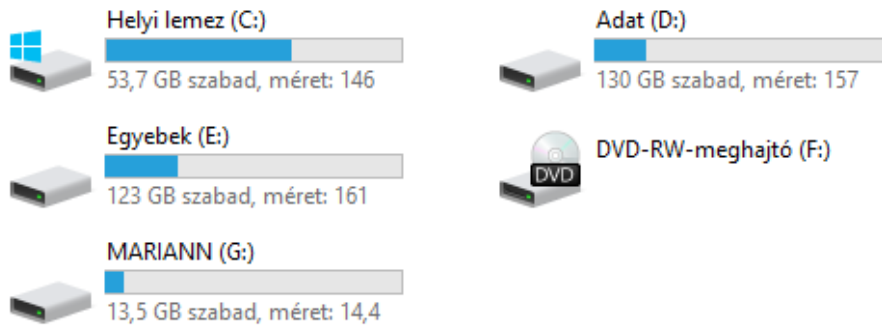 Helyi lemez (C:)
53,7 GB szabad, méret: 146
Adat (D:)
130 GB szabad, méret: 157
Egyebek (E:)
123 GB szabad, méret: 161
DVD-RW-meghajtó (F:)
DVD
MARIANN (G:)
13,5 GB szabad, méret: 14,4